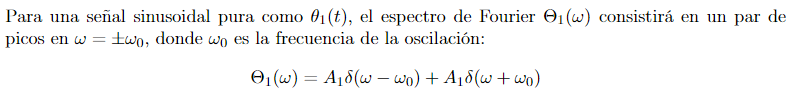 Para una señal sinusoidal pura como θ₁(t), el espectro de Fourier Θ₁(ω) consistirá en un par de
picos en ω = ±ω₀, donde ω₀ es la frecuencia de la oscilación:
Θ₁(ω) = A₁δ(ω − ω₀) + A₁δ(ω + ω₀)